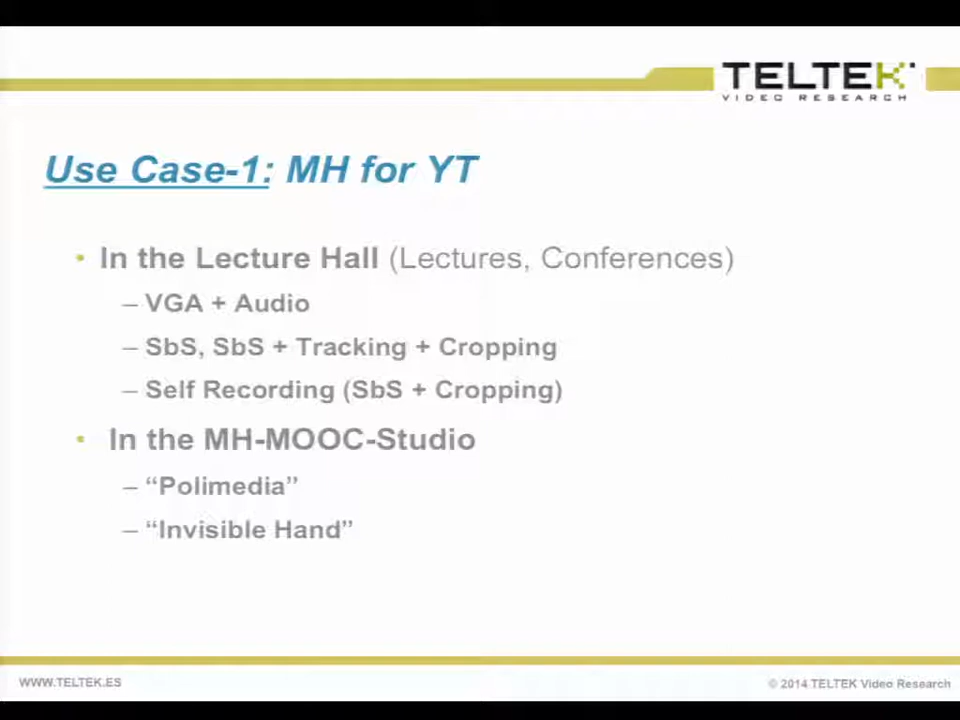 TELTEK
VIDEO RESEARCH
Use Case-1: MH for YT
• In the Lecture Hall (Lectures, Conferences)
– VGA + Audio
– SbS, SbS + Tracking + Cropping
– Self Recording (SbS + Cropping)
• In the MH-MOOC-Studio
– “Polimedia”
– “Invisible Hand”
WWW.TELTEK.ES
© 2014 TELTEK Video Research